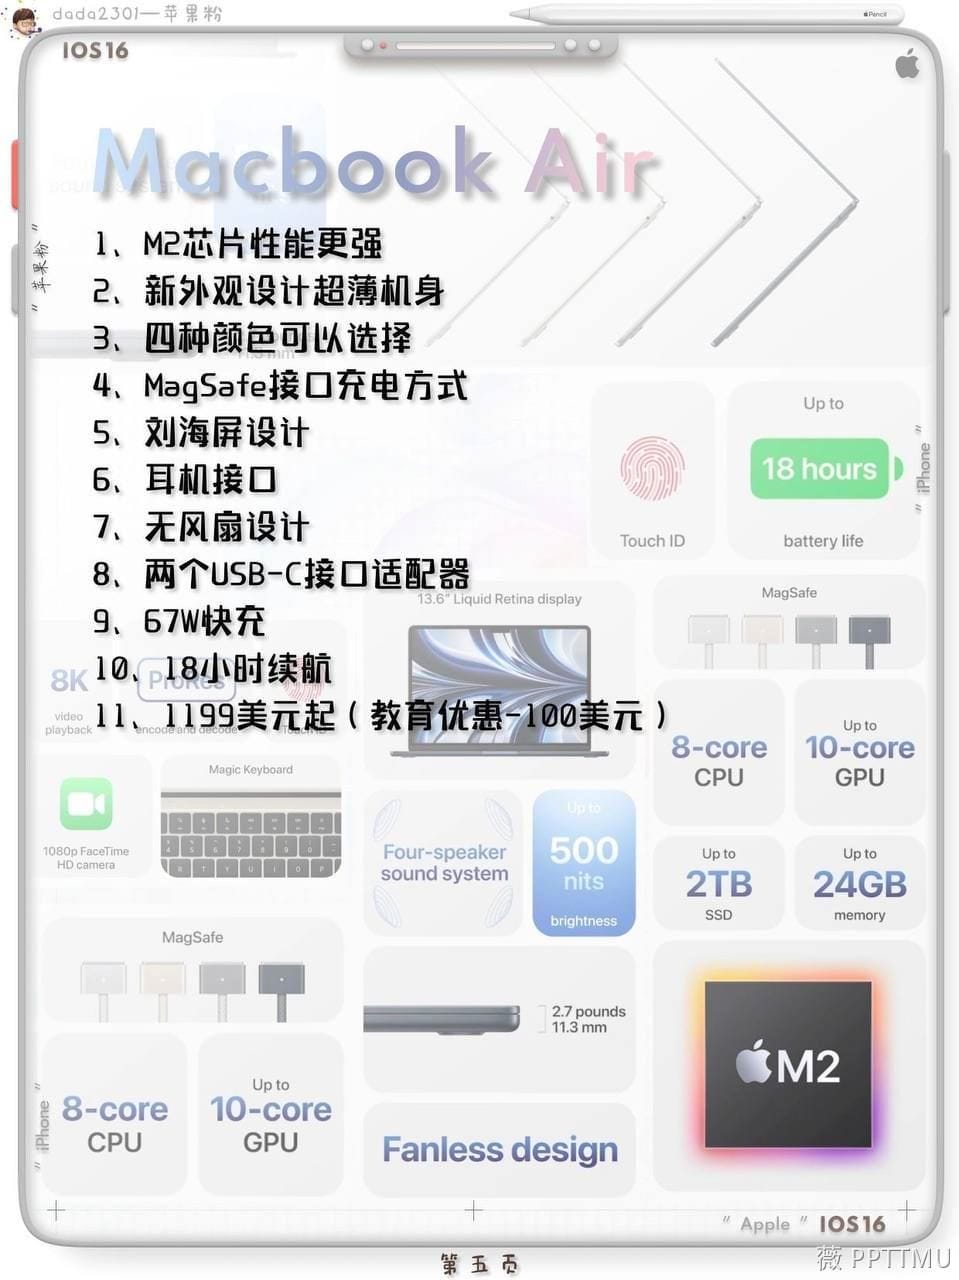 dada2301—苹果粉
Pencil
IOS16
Macbook Air
1、M2芯片性能更强
2、新外观设计超薄机身
"苹果粉"
3、四种颜色可以选择
4、MagSafe接口充电方式
5、刘海屏设计
6、耳机接口
7、无风扇设计
8、两个USB-C接口适配器
9、67W快充
10、18小时续航
11、1199美元起（教育优惠-100美元）
Touch ID
Up to
18 hours
battery life
"iPhone"
13.6" Liquid Retina display
MagSafe
8K
video
playback
ProRes
encode and decode
Touch ID
8-core
CPU
Up to
10-core
GPU
1080p FaceTime
HD camera
Magic Keyboard
Four-speaker
sound system
Up to
500
nits
brightness
Up to
2TB
SSD
Up to
24GB
memory
MagSafe
2.7 pounds
11.3 mm
M2
8-core
CPU
Up to
10-core
GPU
Fanless design
"iPhone"
"Apple" IOS16
第五页
薇 PPTTMU